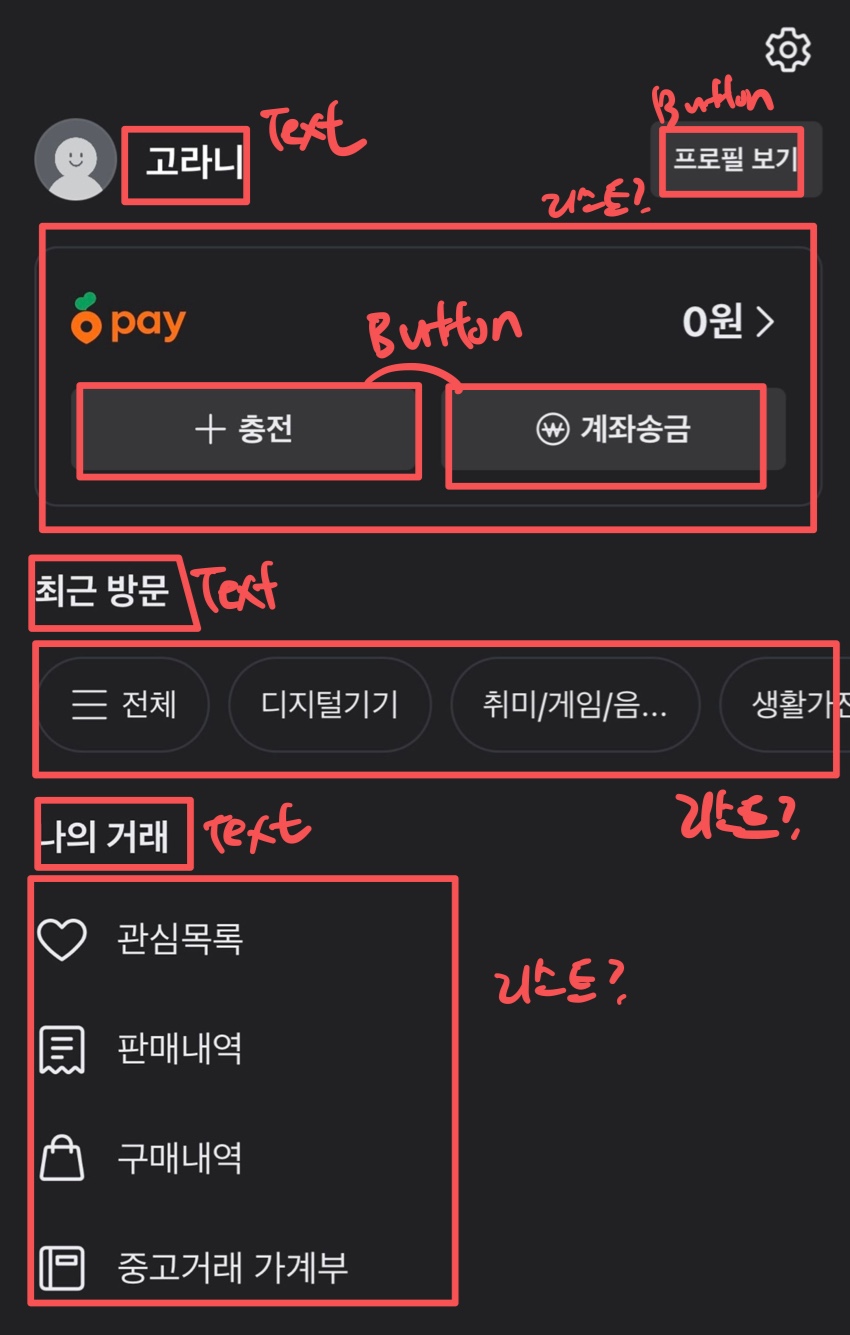 Button
Text
고라니
프로필 보기
리스트?
pay
0원
Button
충전
계좌송금
최근 방문
Text
전체
디지털기기
취미/게임/음...
생활가전
리스트?
나의 거래
Text
관심목록
리스트?
판매내역
구매내역
중고거래 가계부